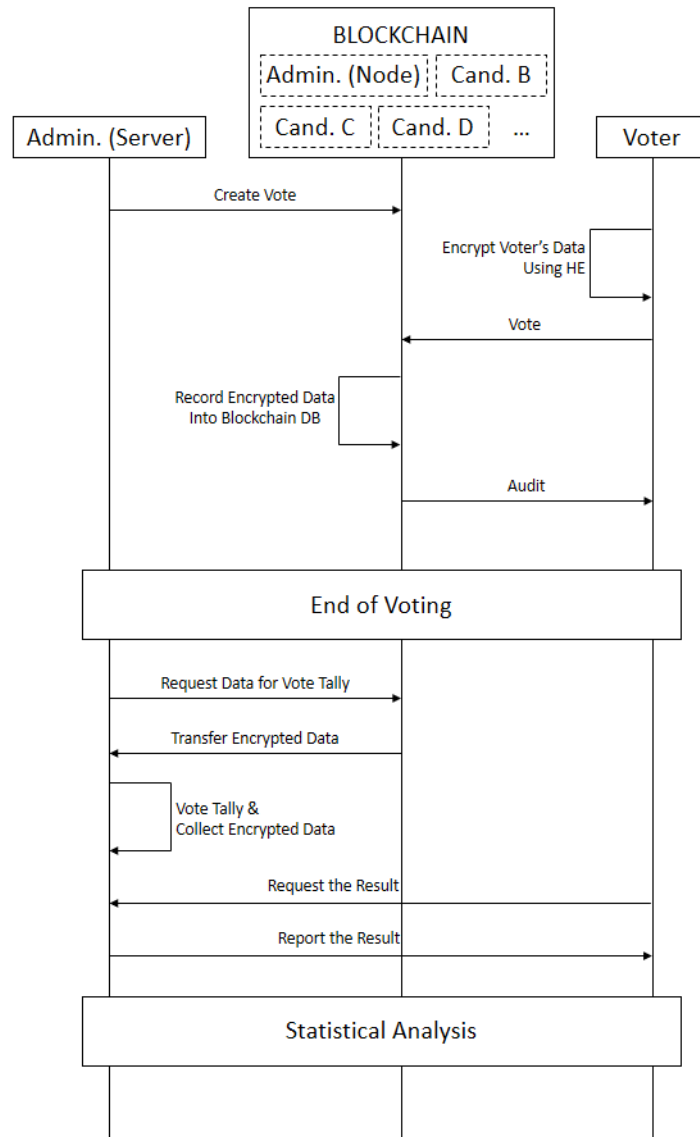 BLOCKCHAIN
Admin. (Node)
Cand. B
Cand. C
Cand. D
...
Admin. (Server)
Voter
Create Vote
Encrypt Voter's Data
Using HE
Vote
Record Encrypted Data
Into Blockchain DB
Audit
End of Voting
Request Data for Vote Tally
Transfer Encrypted Data
Vote Tally &
Collect Encrypted Data
Request the Result
Report the Result
Statistical Analysis